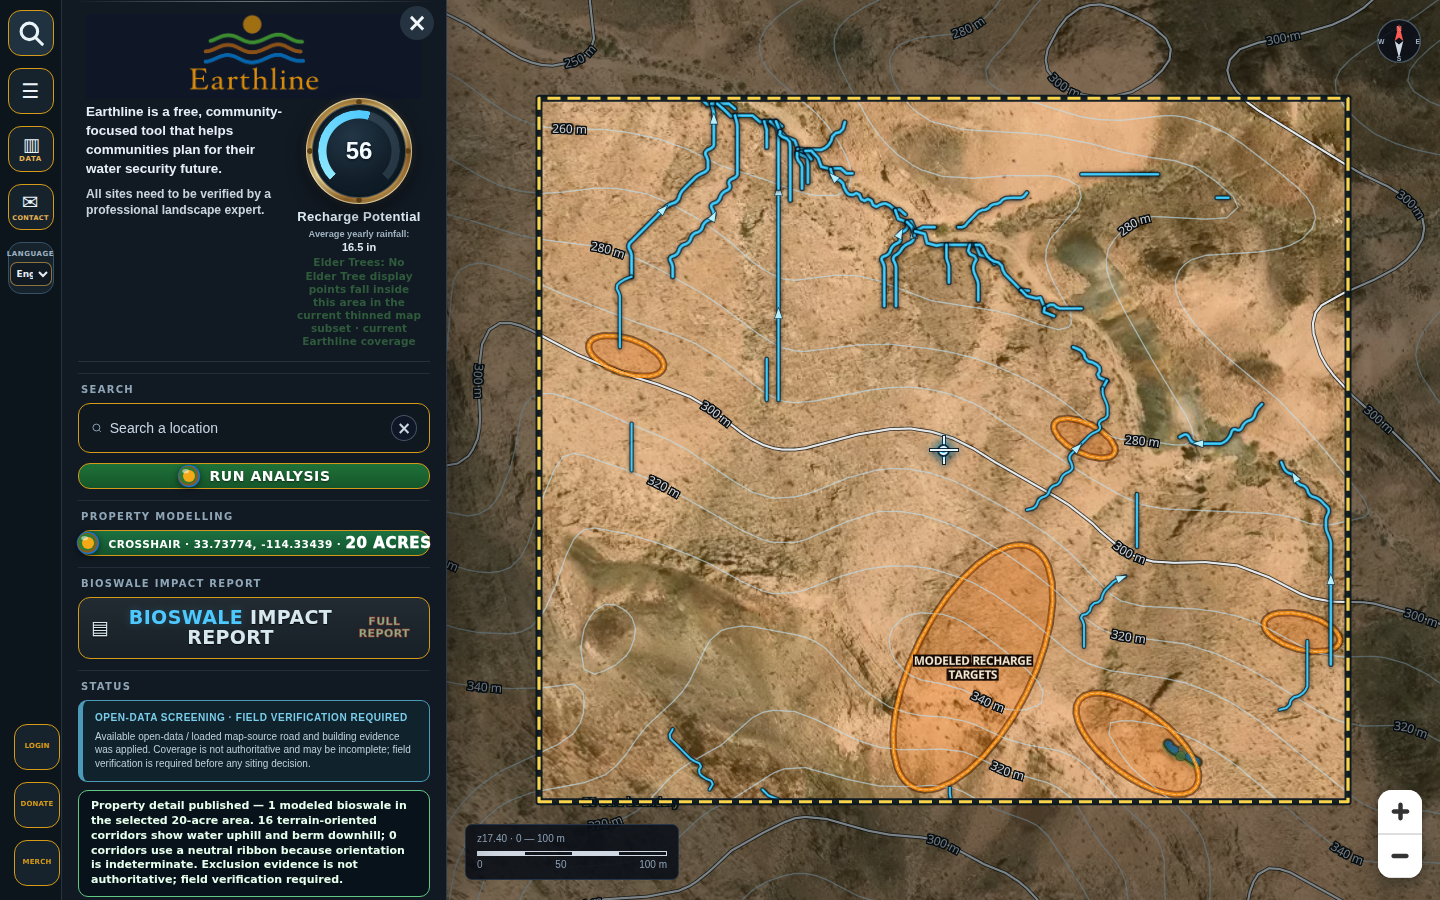 DATA
CONTACT
LANGUAGE
Eng
LOGIN
DONATE
MERCH
Earthline
Earthline is a free, community-
focused tool that helps
communities plan for their
water security future.
All sites need to be verified by a
professional landscape expert.
56
Recharge Potential
Average yearly rainfall:
16.5 in
Elder Trees: No
Elder Tree display
points fall inside
this area in the
current thinned map
subset · current
Earthline coverage
SEARCH
Search a location
RUN ANALYSIS
PROPERTY MODELLING
CROSSHAIR · 33.73774, -114.33439 · 20 ACRES
BIOSWALE IMPACT REPORT
BIOSWALE IMPACT
REPORT
FULL
REPORT
STATUS
OPEN-DATA SCREENING · FIELD VERIFICATION REQUIRED
Available open-data / loaded map-source road and building evidence
was applied. Coverage is not authoritative and may be incomplete; field
verification is required before any siting decision.
Property detail published — 1 modeled bioswale in
the selected 20-acre area. 16 terrain-oriented
corridors show water uphill and berm downhill; 0
corridors use a neutral ribbon because orientation
is indeterminate. Exclusion evidence is not
authoritative; field verification required.
250 m
280 m
300 m
300 m
W
E
S
260 m
280 m
280 m
300 m
300 m
300 m
300 m
280 m
320 m
300 m
m
320 m
300 m
MODELED RECHARGE
TARGETS
340 m
340 m
320 m
320 m
320 m
300 m
340 m
z17.40 · 0 — 100 m
0
50
100 m
+
−